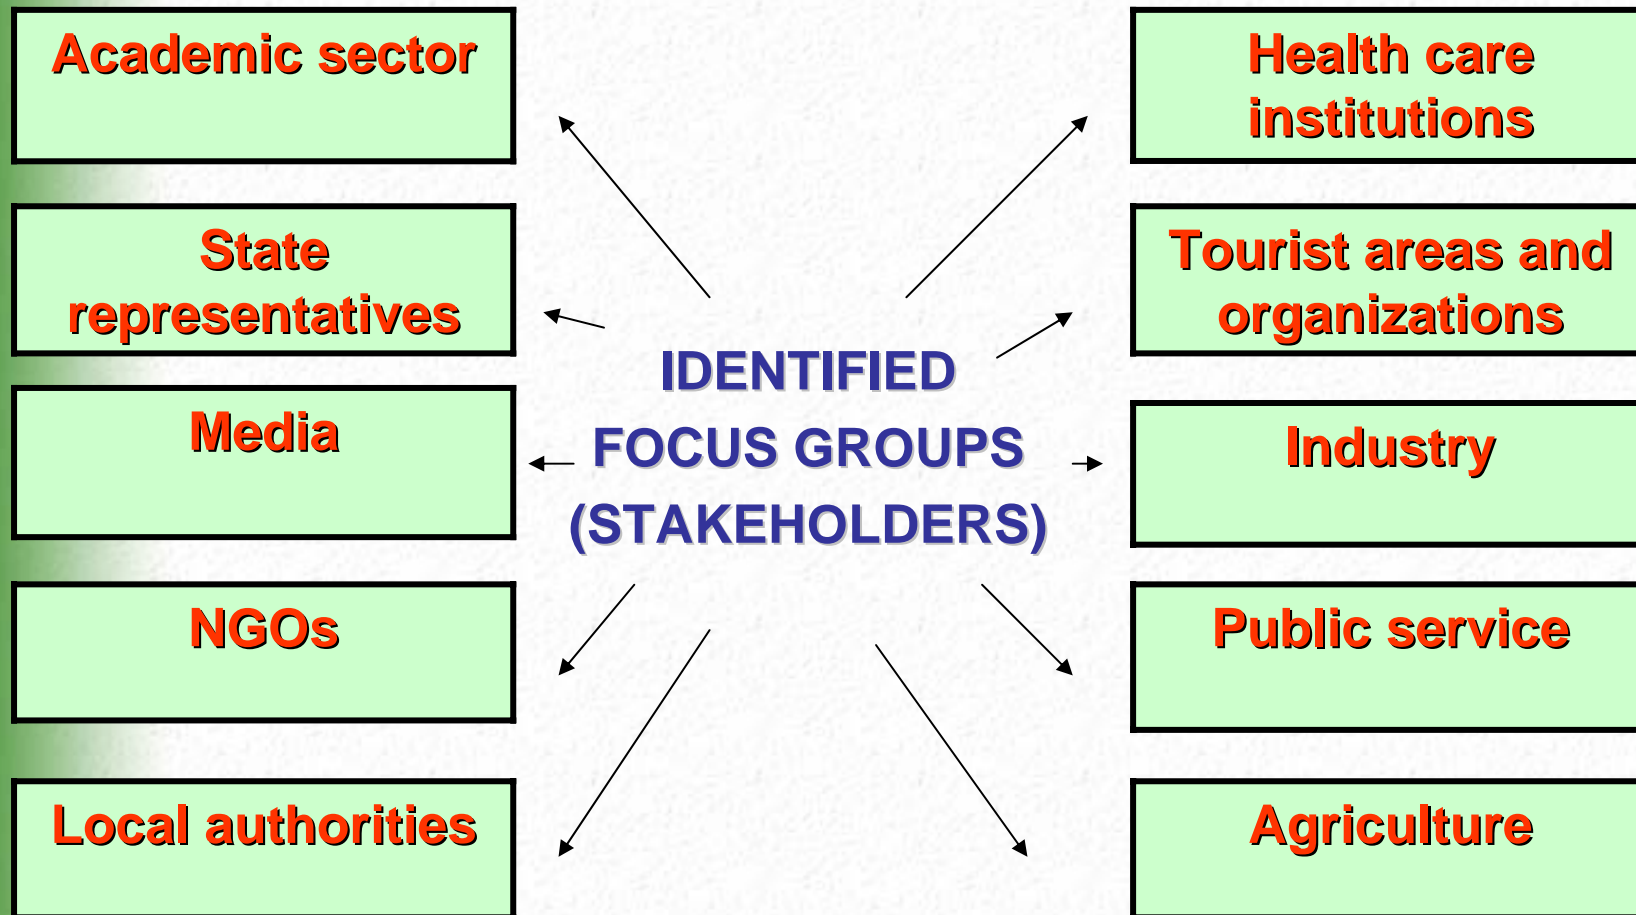 Academic sector
State
representatives
Media
NGOs
Local authorities
IDENTIFIED
FOCUS GROUPS
(STAKEHOLDERS)
Health care
institutions
Tourist areas and
organizations
Industry
Public service
Agriculture